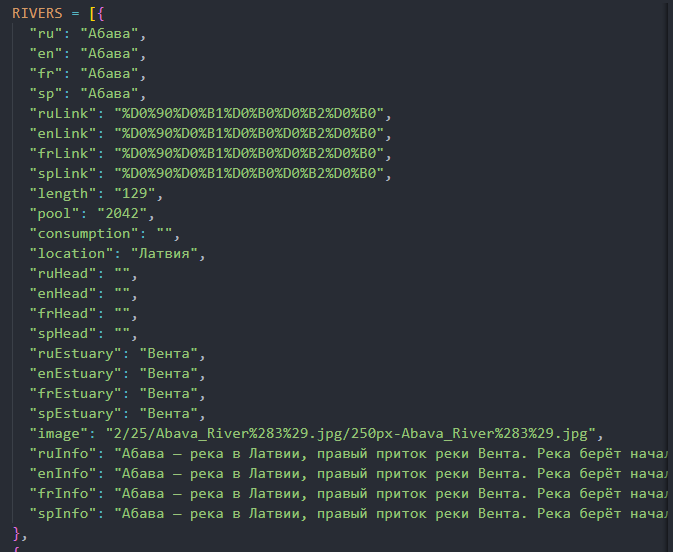 RIVERS = [{
"ru": "Абава",
"en": "Абава",
"fr": "Абава",
"sp": "Абава",
"ruLink": "%D0%90%D0%B1%D0%B0%D0%B2%D0%B0",
"enLink": "%D0%90%D0%B1%D0%B0%D0%B2%D0%B0",
"frLink": "%D0%90%D0%B1%D0%B0%D0%B2%D0%B0",
"spLink": "%D0%90%D0%B1%D0%B0%D0%B2%D0%B0",
"length": "129",
"pool": "2042",
"consumption": "",
"location": "Латвия",
"ruHead": "",
"enHead": "",
"frHead": "",
"spHead": "",
"ruEstuary": "Вента",
"enEstuary": "Вента",
"frEstuary": "Вента",
"spEstuary": "Вента",
"image": "2/25/Abava_River%283%29.jpg/250px-Abava_River%283%29.jpg",
"ruInfo": "Абава — река в Латвии, правый приток реки Вента. Река берёт начал
"enInfo": "Абава — река в Латвии, правый приток реки Вента. Река берёт начал
"frInfo": "Абава — река в Латвии, правый приток реки Вента. Река берёт начал
"spInfo": "Абава — река в Латвии, правый приток реки Вента. Река берёт начал
},
{